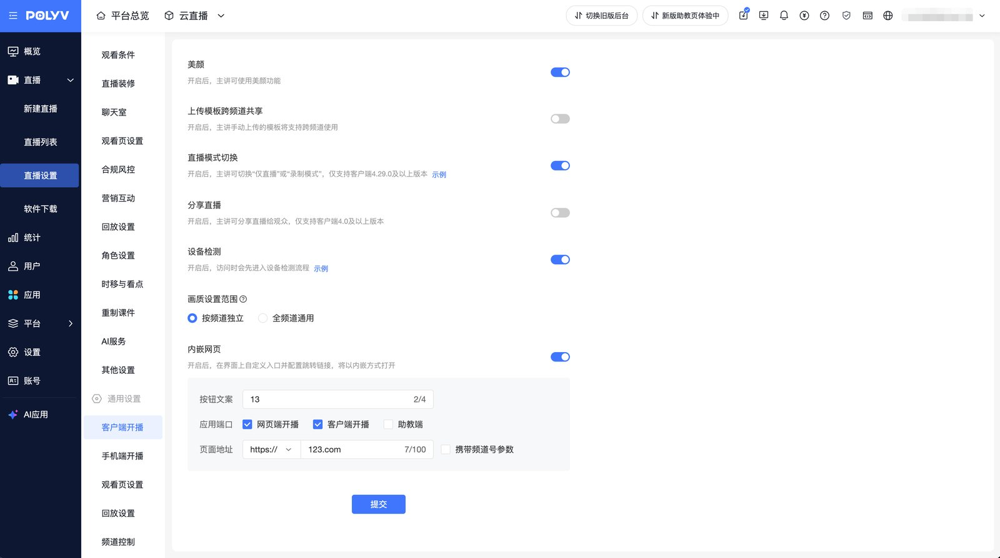 POLYV
平台总览
云直播
切换旧版后台
新版助教页体验中
概览
直播
新建直播
直播列表
直播设置
软件下载
统计
用户
应用
平台
设置
账号
AI应用
观看条件
直播装修
聊天室
观看页设置
合规风控
营销互动
回放设置
角色设置
时移与看点
重制课件
AI服务
其他设置
通用设置
客户端开播
手机端开播
观看页设置
回放设置
频道控制
美颜
开启后，主讲可使用美颜功能
上传模板跨频道共享
开启后，主讲手动上传的模板将支持跨频道使用
直播模式切换
开启后，主讲可切换“仅直播”或“录制模式”，仅支持客户端4.29.0及以上版本 示例
分享直播
开启后，主讲可分享直播给观众，仅支持客户端4.0及以上版本
设备检测
开启后，访问时会先进入设备检测流程 示例
画质设置范围
按频道独立 全频道通用
内嵌网页
开启后，在界面上自定义入口并配置跳转链接，将以内嵌方式打开
按钮文案 13 2/4
应用端口 网页端开播 客户端开播 助教端
页面地址 https:// 123.com 7/100 携带频道号参数
提交